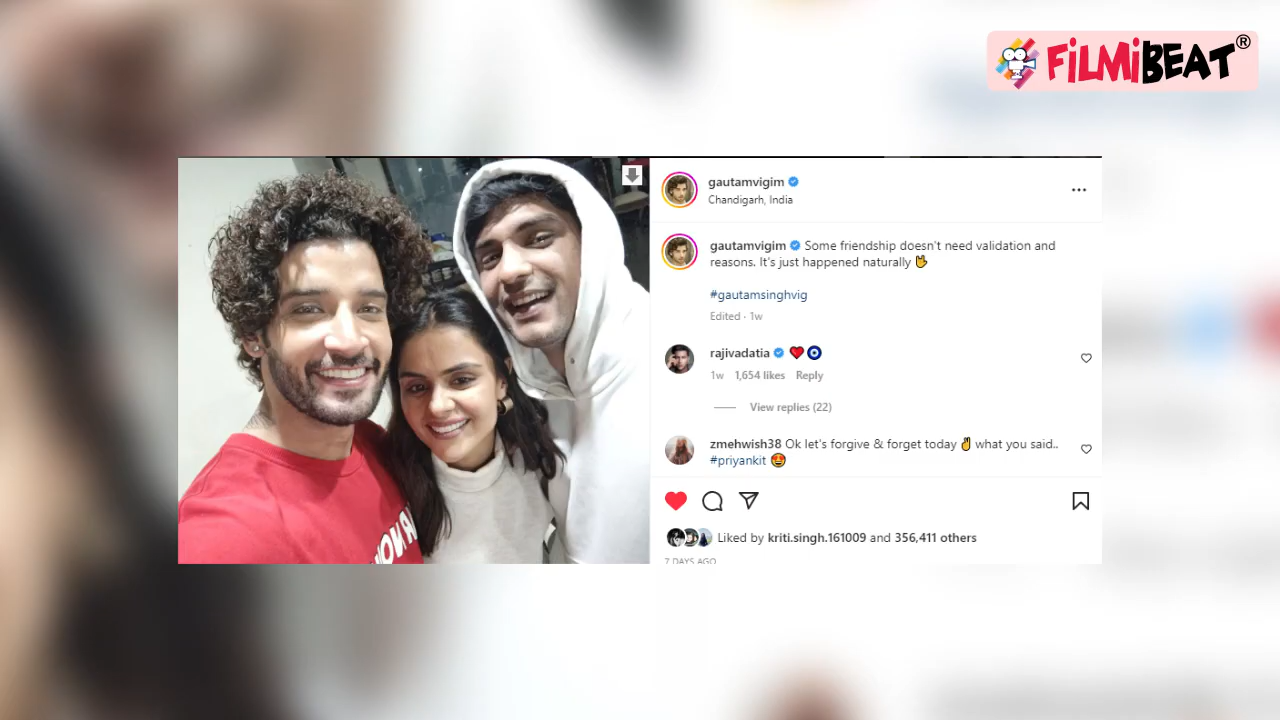 FiLMiBEAT®
gautamvigim
Chandigarh, India
gautamvigim Some friendship doesn't need validation and
reasons. It's just happened naturally 🤟
#gautamsinghvig
Edited · 1w
rajivadatia ❤️🧿
1w 1,654 likes Reply
View replies (22)
zmehwish38 Ok let's forgive & forget today ✌️ what you said..
#priyankit 🤩
Liked by kriti.singh.161009 and 356,411 others
7 DAYS AGO